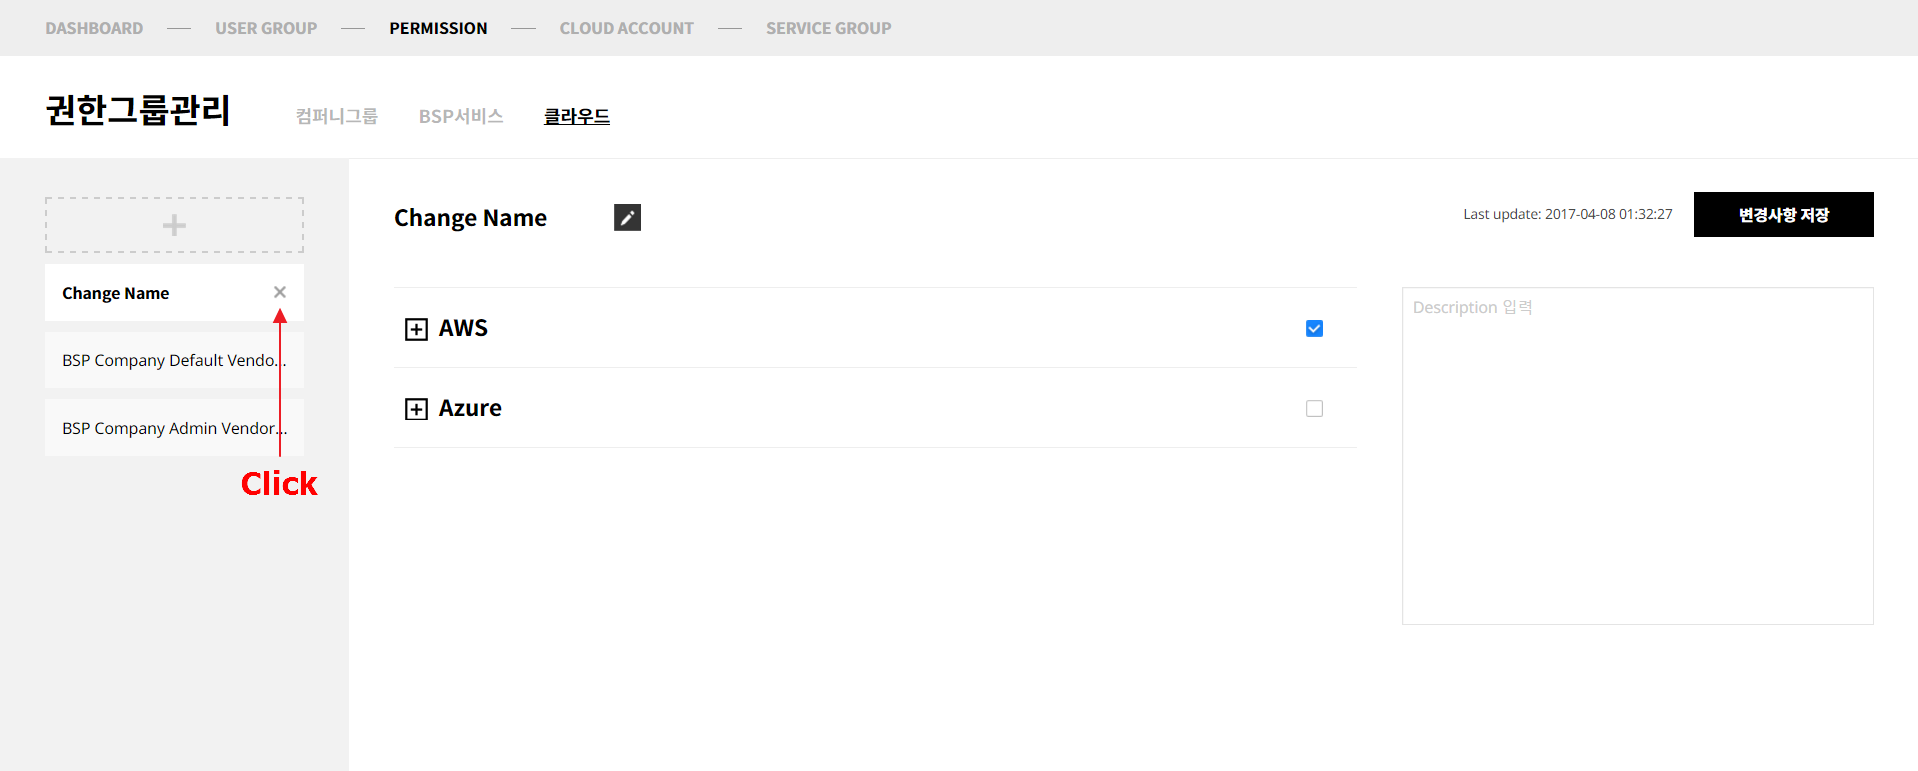 DASHBOARD — USER GROUP — PERMISSION — CLOUD ACCOUNT — SERVICE GROUP
권한그룹관리 컴퍼니그룹 BSP서비스 클라우드
Change Name
BSP Company Default Vendo...
BSP Company Admin Vendor...
Click
Change Name
Last update: 2017-04-08 01:32:27
변경사항 저장
AWS
Azure
Description 입력